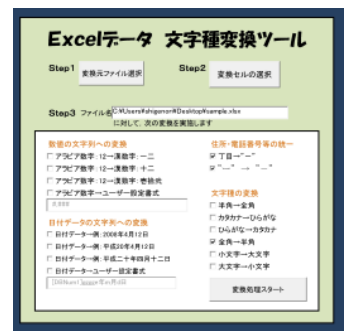 Excelデータ 文字種変換ツール
Step1 変換元ファイル選択 Step2 変換セルの選択
Step3 ファイル名 C:¥Users¥shigemori¥Desktop¥sample.xlsx
に対して、次の変換を実施します
数値の文字列への変換
アラビア数字:12→漢数字:一二
アラビア数字:12→漢数字:十二
アラビア数字:12→漢数字:壱拾弐
アラビア数字→ユーザー設定書式
日付データの文字列への変換
日付データ→例:2008年4月12日
日付データ→例:平成20年4月12日
日付データ→例:平成二十年四月十二日
日付データ→ユーザー設定書式
住所・電話番号等の統一
丁目→"−"
文字種の変換
半角→全角
カタカナ→ひらがな
ひらがな→カタカナ
全角→半角
小文字→大文字
大文字→小文字
変換処理スタート